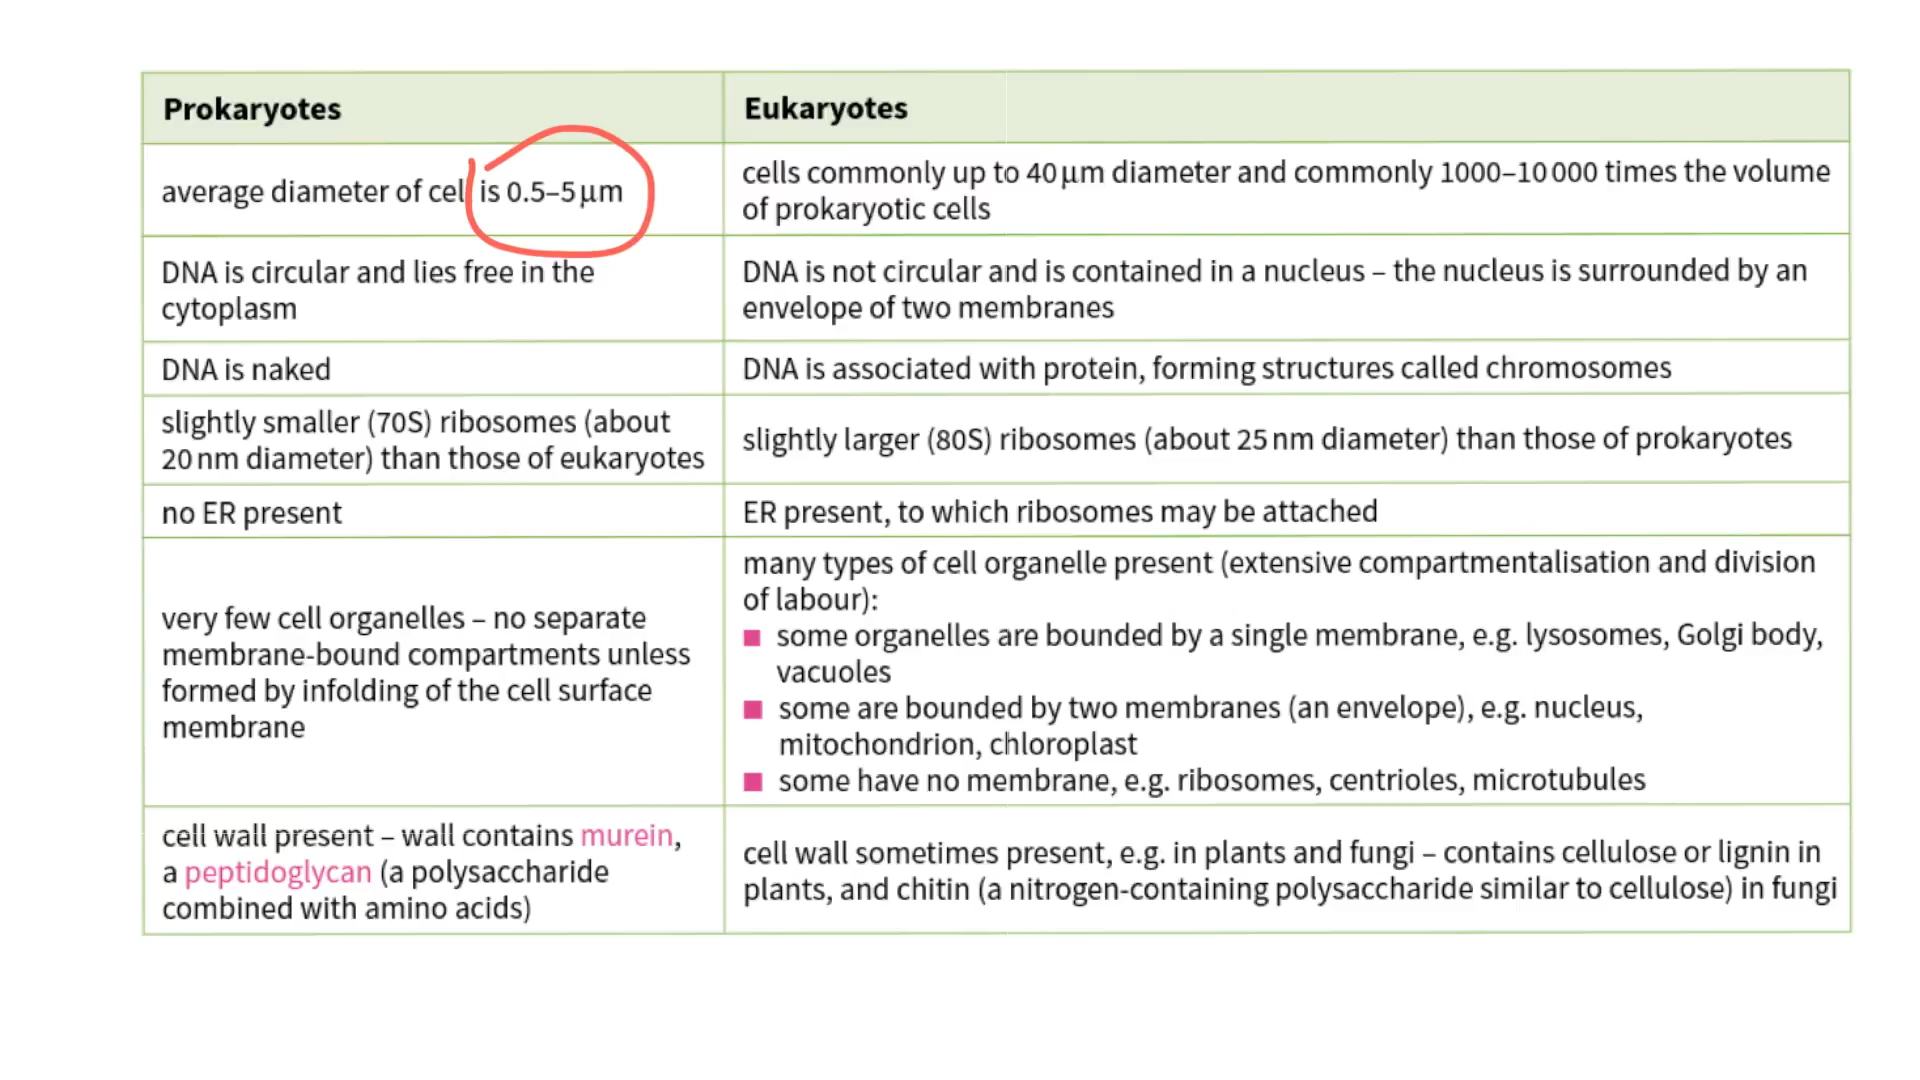 Prokaryotes
Eukaryotes
average diameter of cell is 0.5–5 µm
cells commonly up to 40 µm diameter and commonly 1000–10 000 times the volume
of prokaryotic cells
DNA is circular and lies free in the
cytoplasm
DNA is not circular and is contained in a nucleus – the nucleus is surrounded by an
envelope of two membranes
DNA is naked
DNA is associated with protein, forming structures called chromosomes
slightly smaller (70S) ribosomes (about
20 nm diameter) than those of eukaryotes
slightly larger (80S) ribosomes (about 25 nm diameter) than those of prokaryotes
no ER present
ER present, to which ribosomes may be attached
very few cell organelles – no separate
membrane-bound compartments unless
formed by infolding of the cell surface
membrane
many types of cell organelle present (extensive compartmentalisation and division
of labour):
■ some organelles are bounded by a single membrane, e.g. lysosomes, Golgi body,
vacuoles
■ some are bounded by two membranes (an envelope), e.g. nucleus,
mitochondrion, chloroplast
■ some have no membrane, e.g. ribosomes, centrioles, microtubules
cell wall present – wall contains murein,
a peptidoglycan (a polysaccharide
combined with amino acids)
cell wall sometimes present, e.g. in plants and fungi – contains cellulose or lignin in
plants, and chitin (a nitrogen-containing polysaccharide similar to cellulose) in fungi